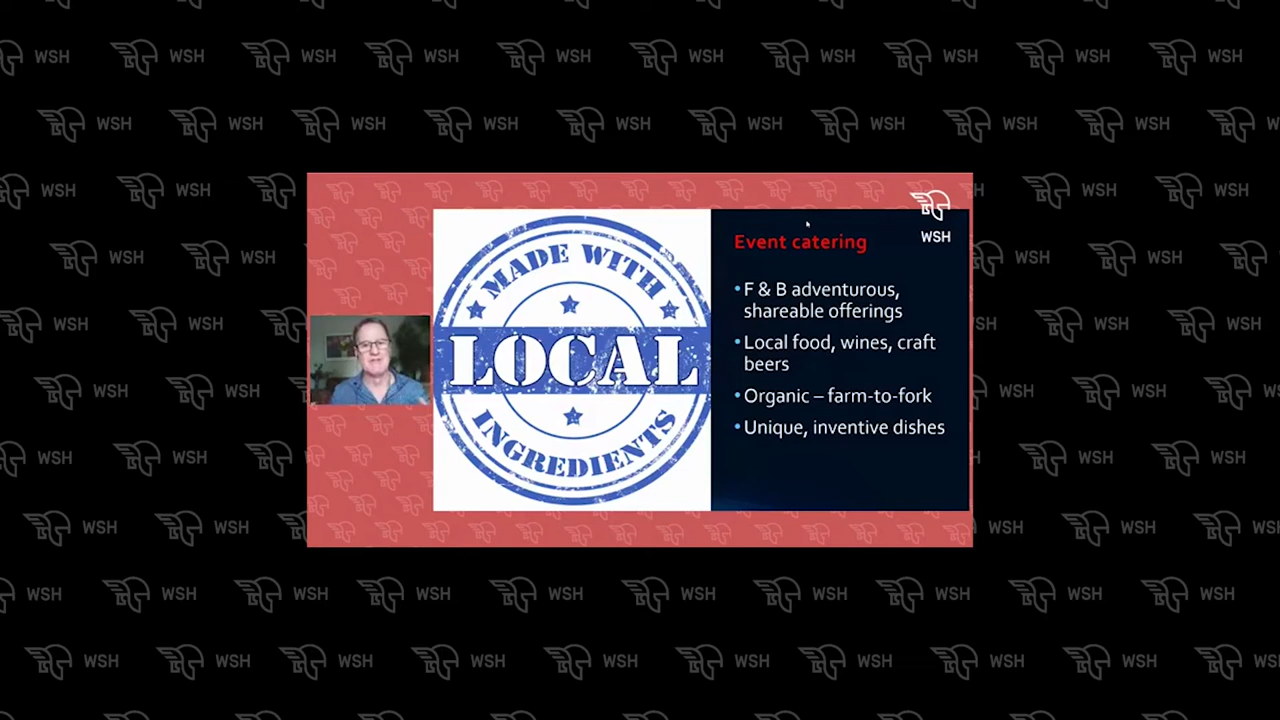 WSH
MADE WITH
LOCAL
INGREDIENTS
Event catering
• F & B adventurous,
shareable offerings
• Local food, wines, craft
beers
• Organic – farm-to-fork
• Unique, inventive dishes